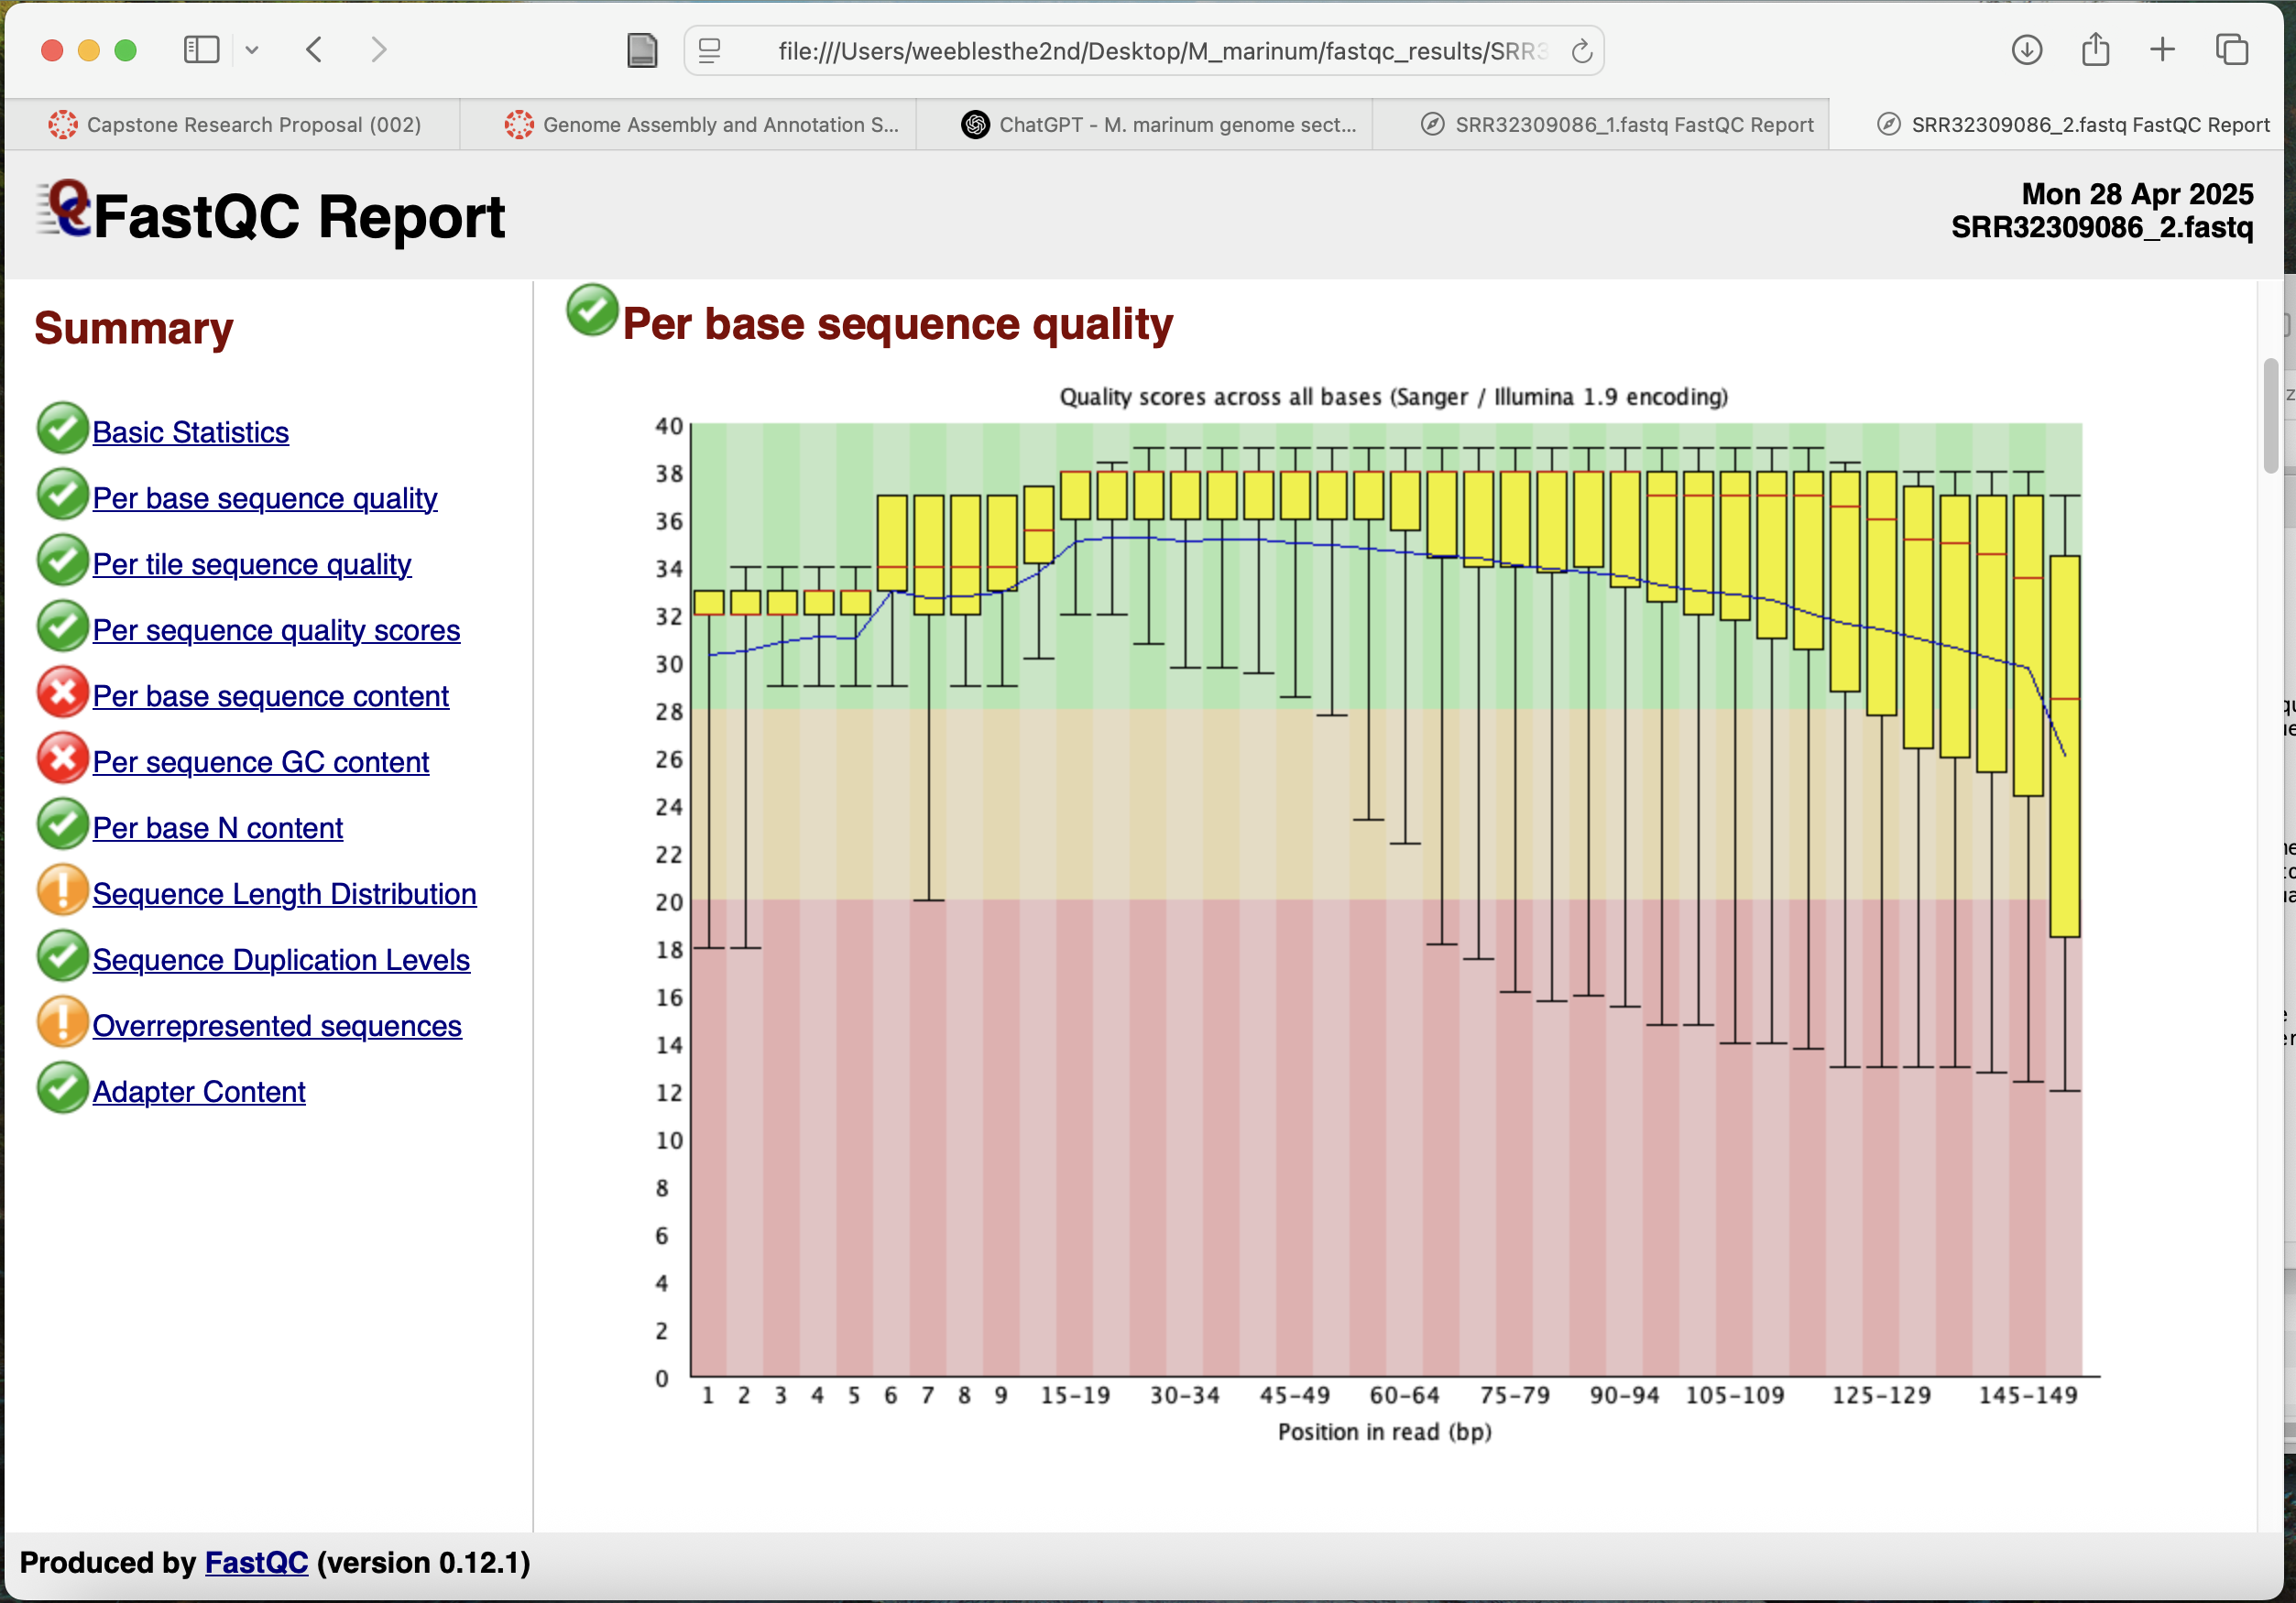 file:///Users/weeblesthe2nd/Desktop/M_marinum/fastqc_results/SRR3
Capstone Research Proposal (002)
Genome Assembly and Annotation S...
ChatGPT - M. marinum genome sect...
SRR32309086_1.fastq FastQC Report
SRR32309086_2.fastq FastQC Report
FastQC Report
Mon 28 Apr 2025
SRR32309086_2.fastq
Summary
Basic Statistics
Per base sequence quality
Per tile sequence quality
Per sequence quality scores
Per base sequence content
Per sequence GC content
Per base N content
Sequence Length Distribution
Sequence Duplication Levels
Overrepresented sequences
Adapter Content
Per base sequence quality
Quality scores across all bases (Sanger / Illumina 1.9 encoding)
40
38
36
34
32
30
28
26
24
22
20
18
16
14
12
10
8
6
4
2
0
1 2 3 4 5 6 7 8 9 15-19 30-34 45-49 60-64 75-79 90-94 105-109 125-129 145-149
Position in read (bp)
Produced by FastQC (version 0.12.1)